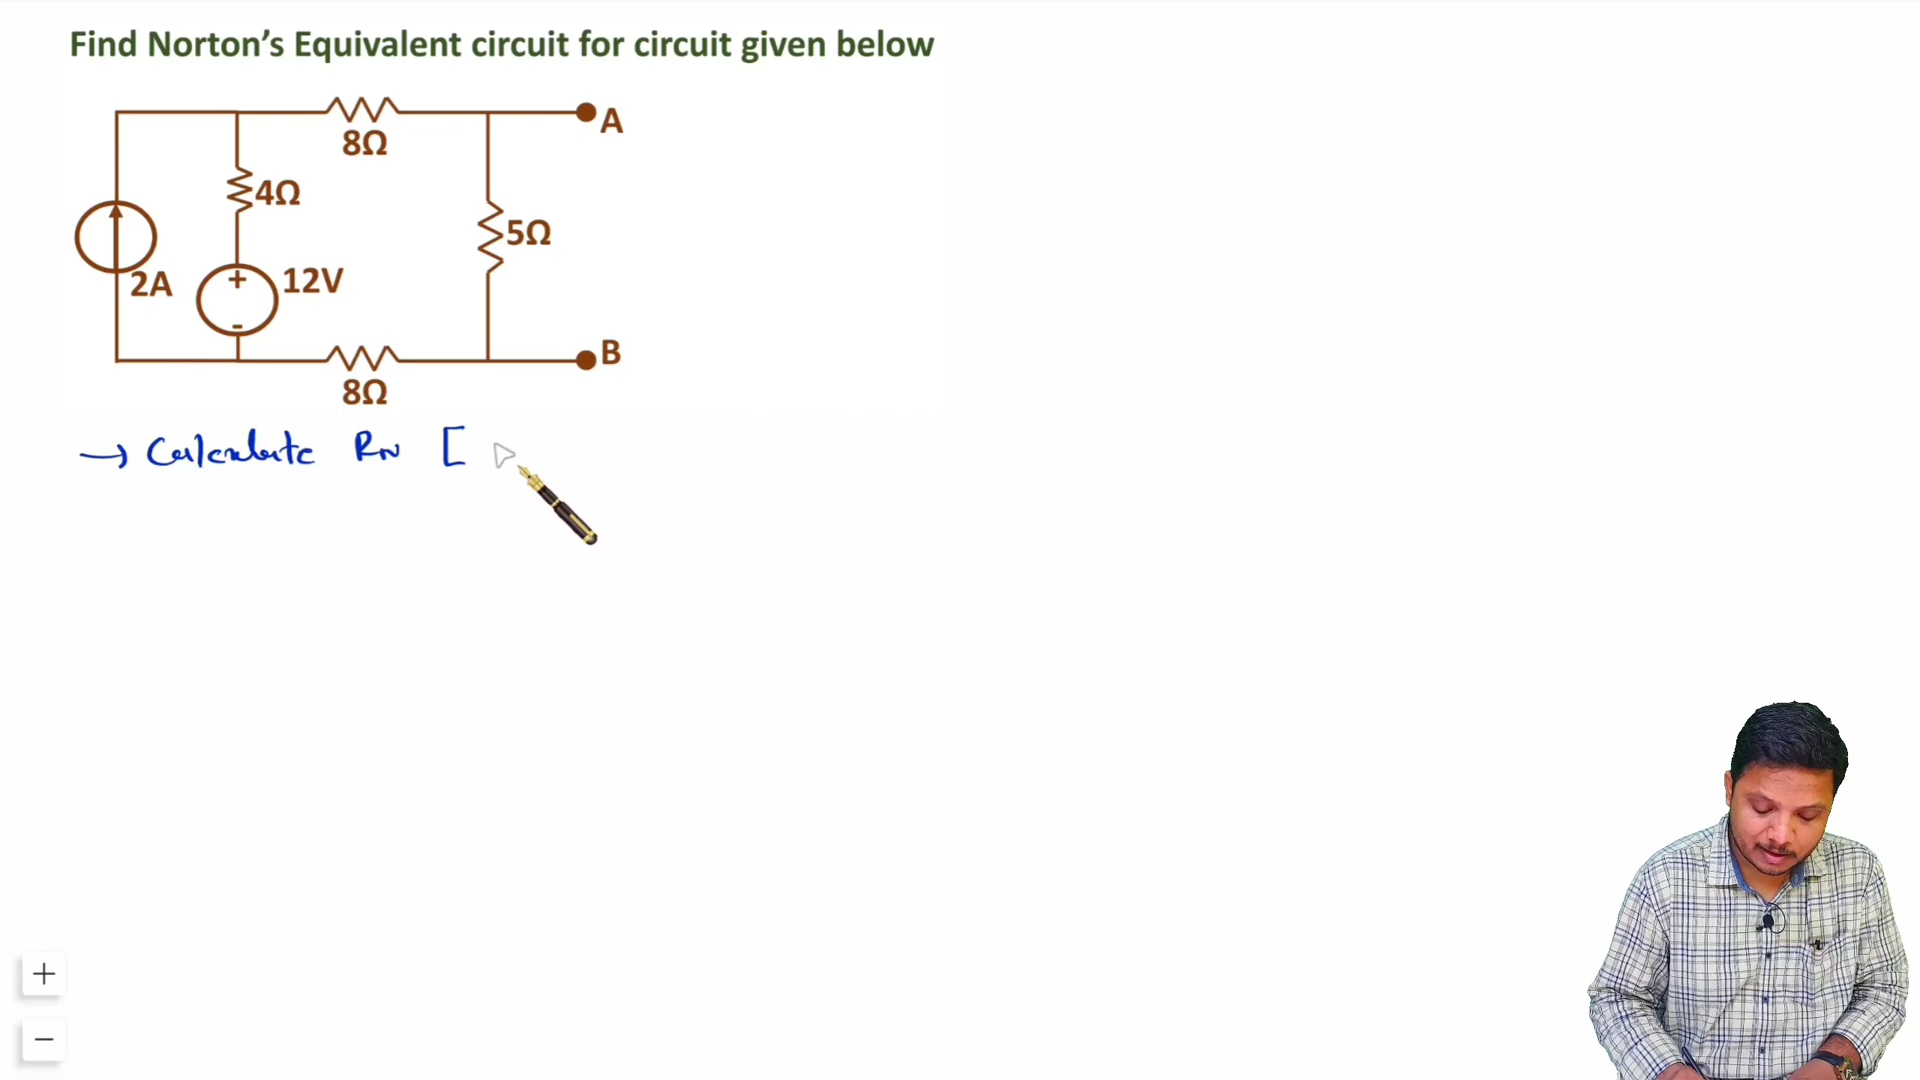 Find Norton’s Equivalent circuit for circuit given below
8Ω
A
4Ω
5Ω
2A
+
12V
-
8Ω
B
→ Calculate RN [
+
−